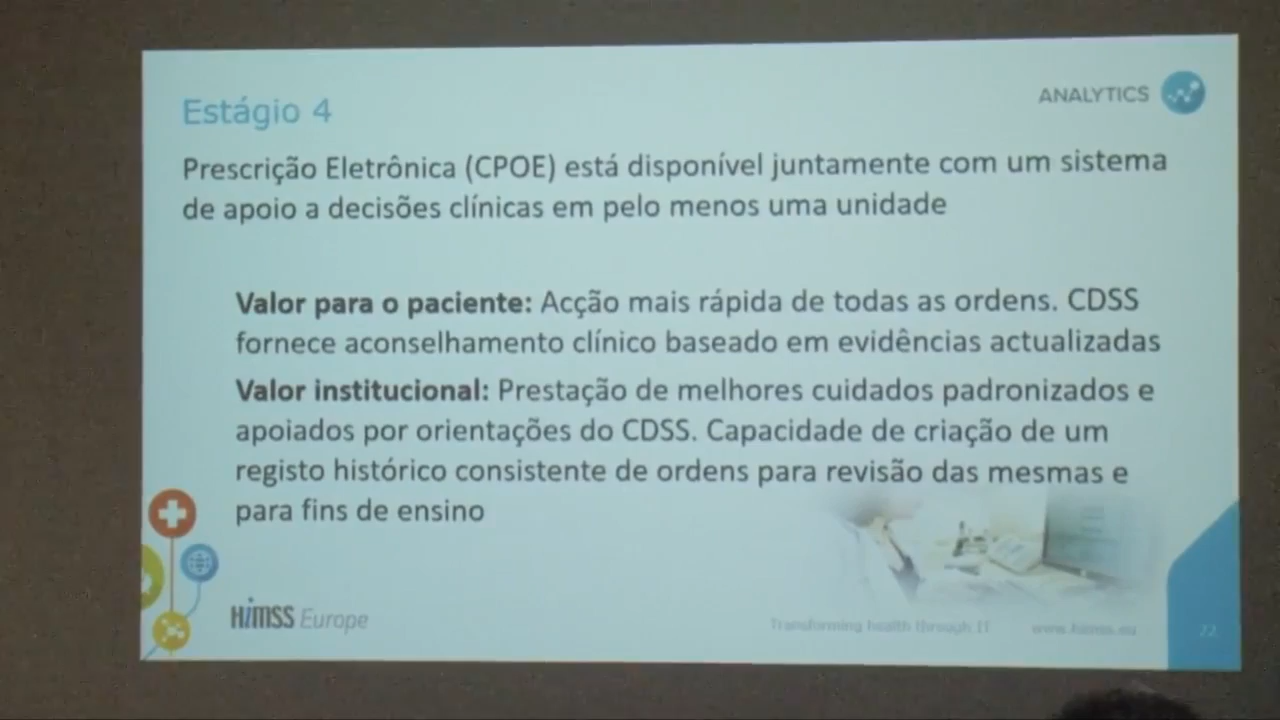 Estágio 4
ANALYTICS
Prescrição Eletrônica (CPOE) está disponível juntamente com um sistema
de apoio a decisões clínicas em pelo menos uma unidade
Valor para o paciente: Acção mais rápida de todas as ordens. CDSS
fornece aconselhamento clínico baseado em evidências actualizadas
Valor institucional: Prestação de melhores cuidados padronizados e
apoiados por orientações do CDSS. Capacidade de criação de um
registo histórico consistente de ordens para revisão das mesmas e
para fins de ensino
HiMSS Europe
Transforming health through IT
www.himss.eu
22